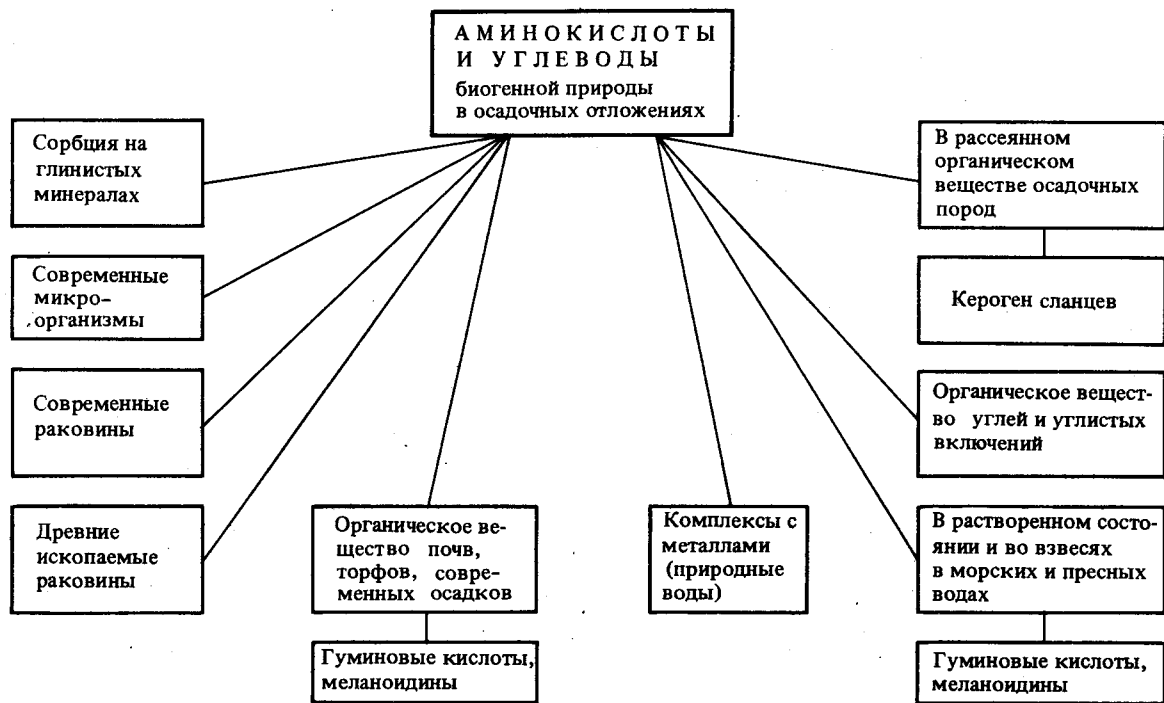 АМИНОКИСЛОТЫ
И УГЛЕВОДЫ
биогенной природы
в осадочных отложениях
Сорбция на
глинистых
минералах
Современные
микро-
организмы
Современные
раковины
Древние
ископаемые
раковины
Органическое ве-
щество почв,
торфов, совре-
менных осадков
Гуминовые кислоты,
меланоидины
Комплексы с
металлами
(природные
воды)
В рассеянном
органическом
веществе осадочных
пород
Кероген сланцев
Органическое вещест-
во углей и углистых
включений
В растворенном состо-
янии и во взвесях
в морских и пресных
водах
Гуминовые кислоты,
меланоидины